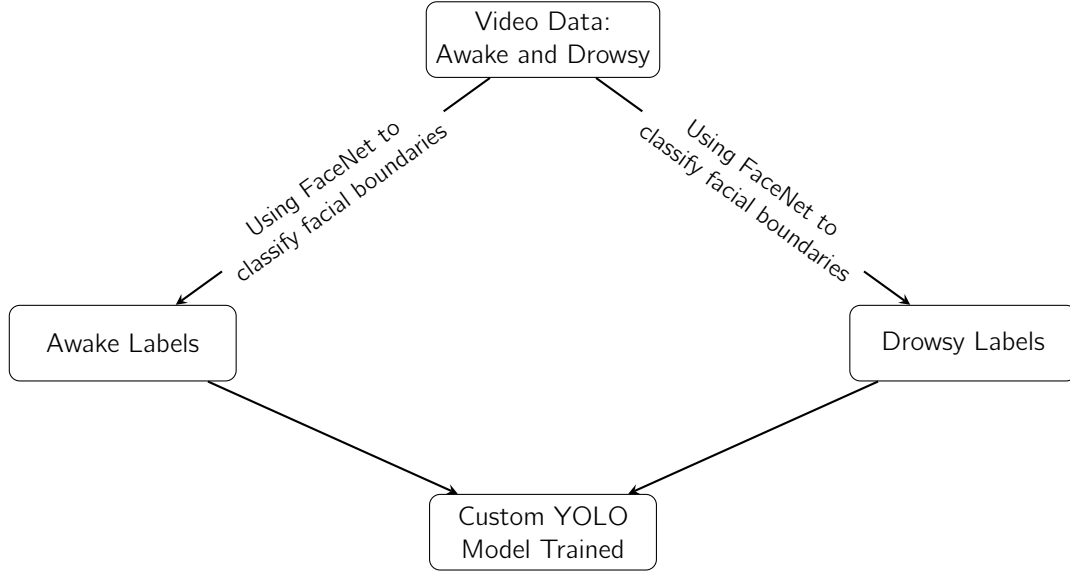 Video Data:
Awake and Drowsy
Using FaceNet to
classify facial boundaries
Using FaceNet to
classify facial boundaries
Awake Labels
Drowsy Labels
Custom YOLO
Model Trained